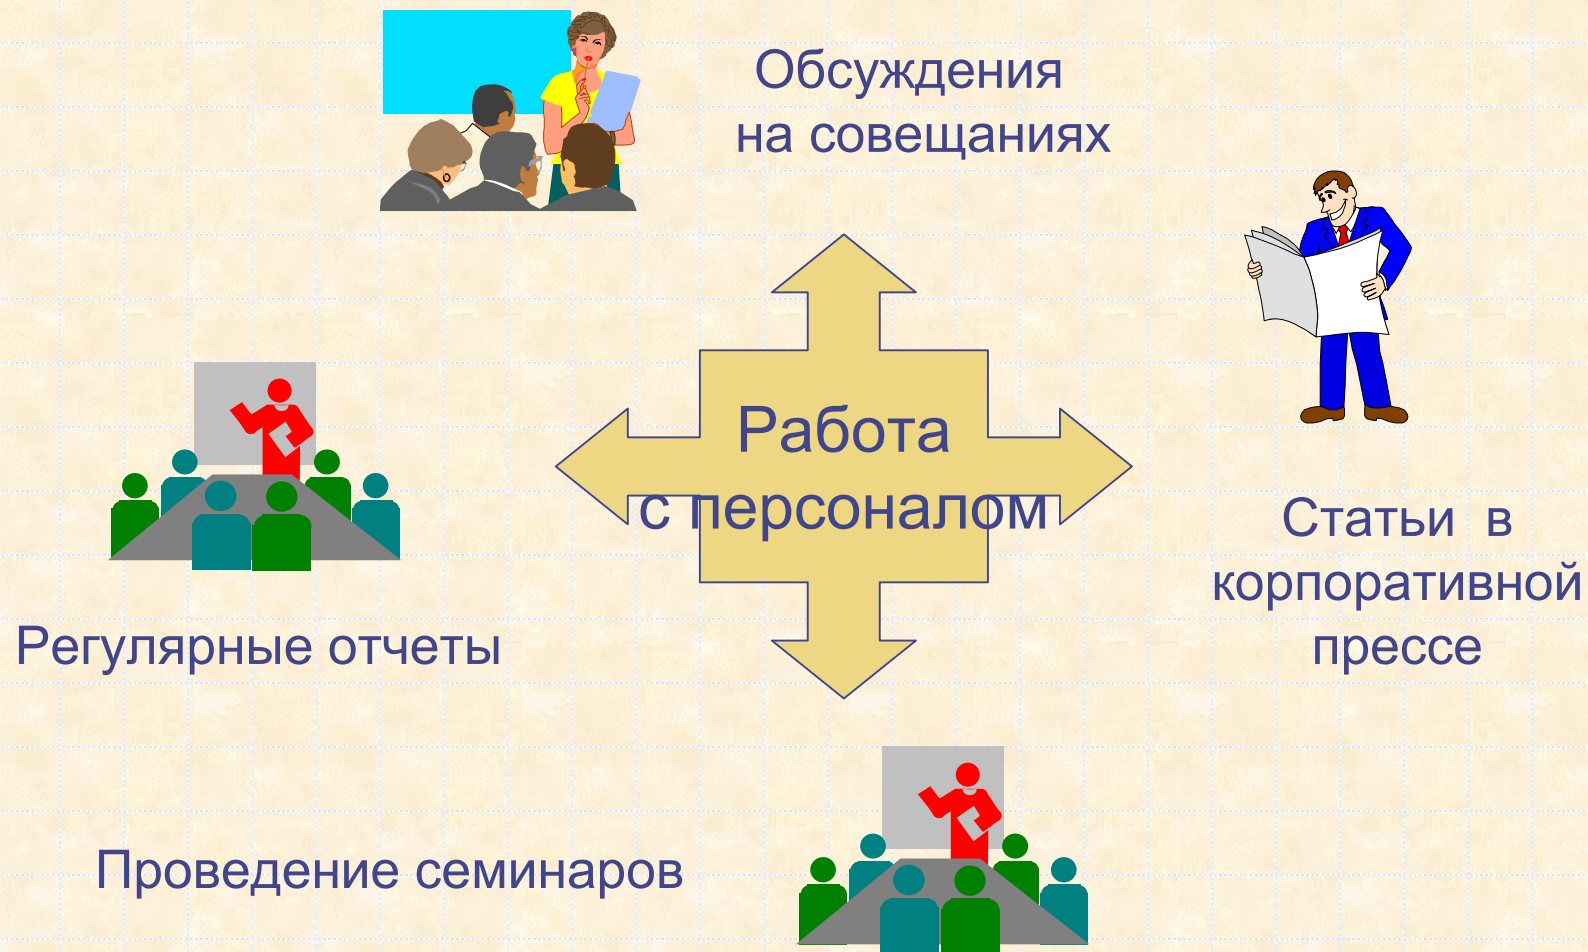 Обсуждения
на совещаниях
Работа
с персоналом
Статьи в
корпоративной
прессе
Регулярные отчеты
Проведение семинаров